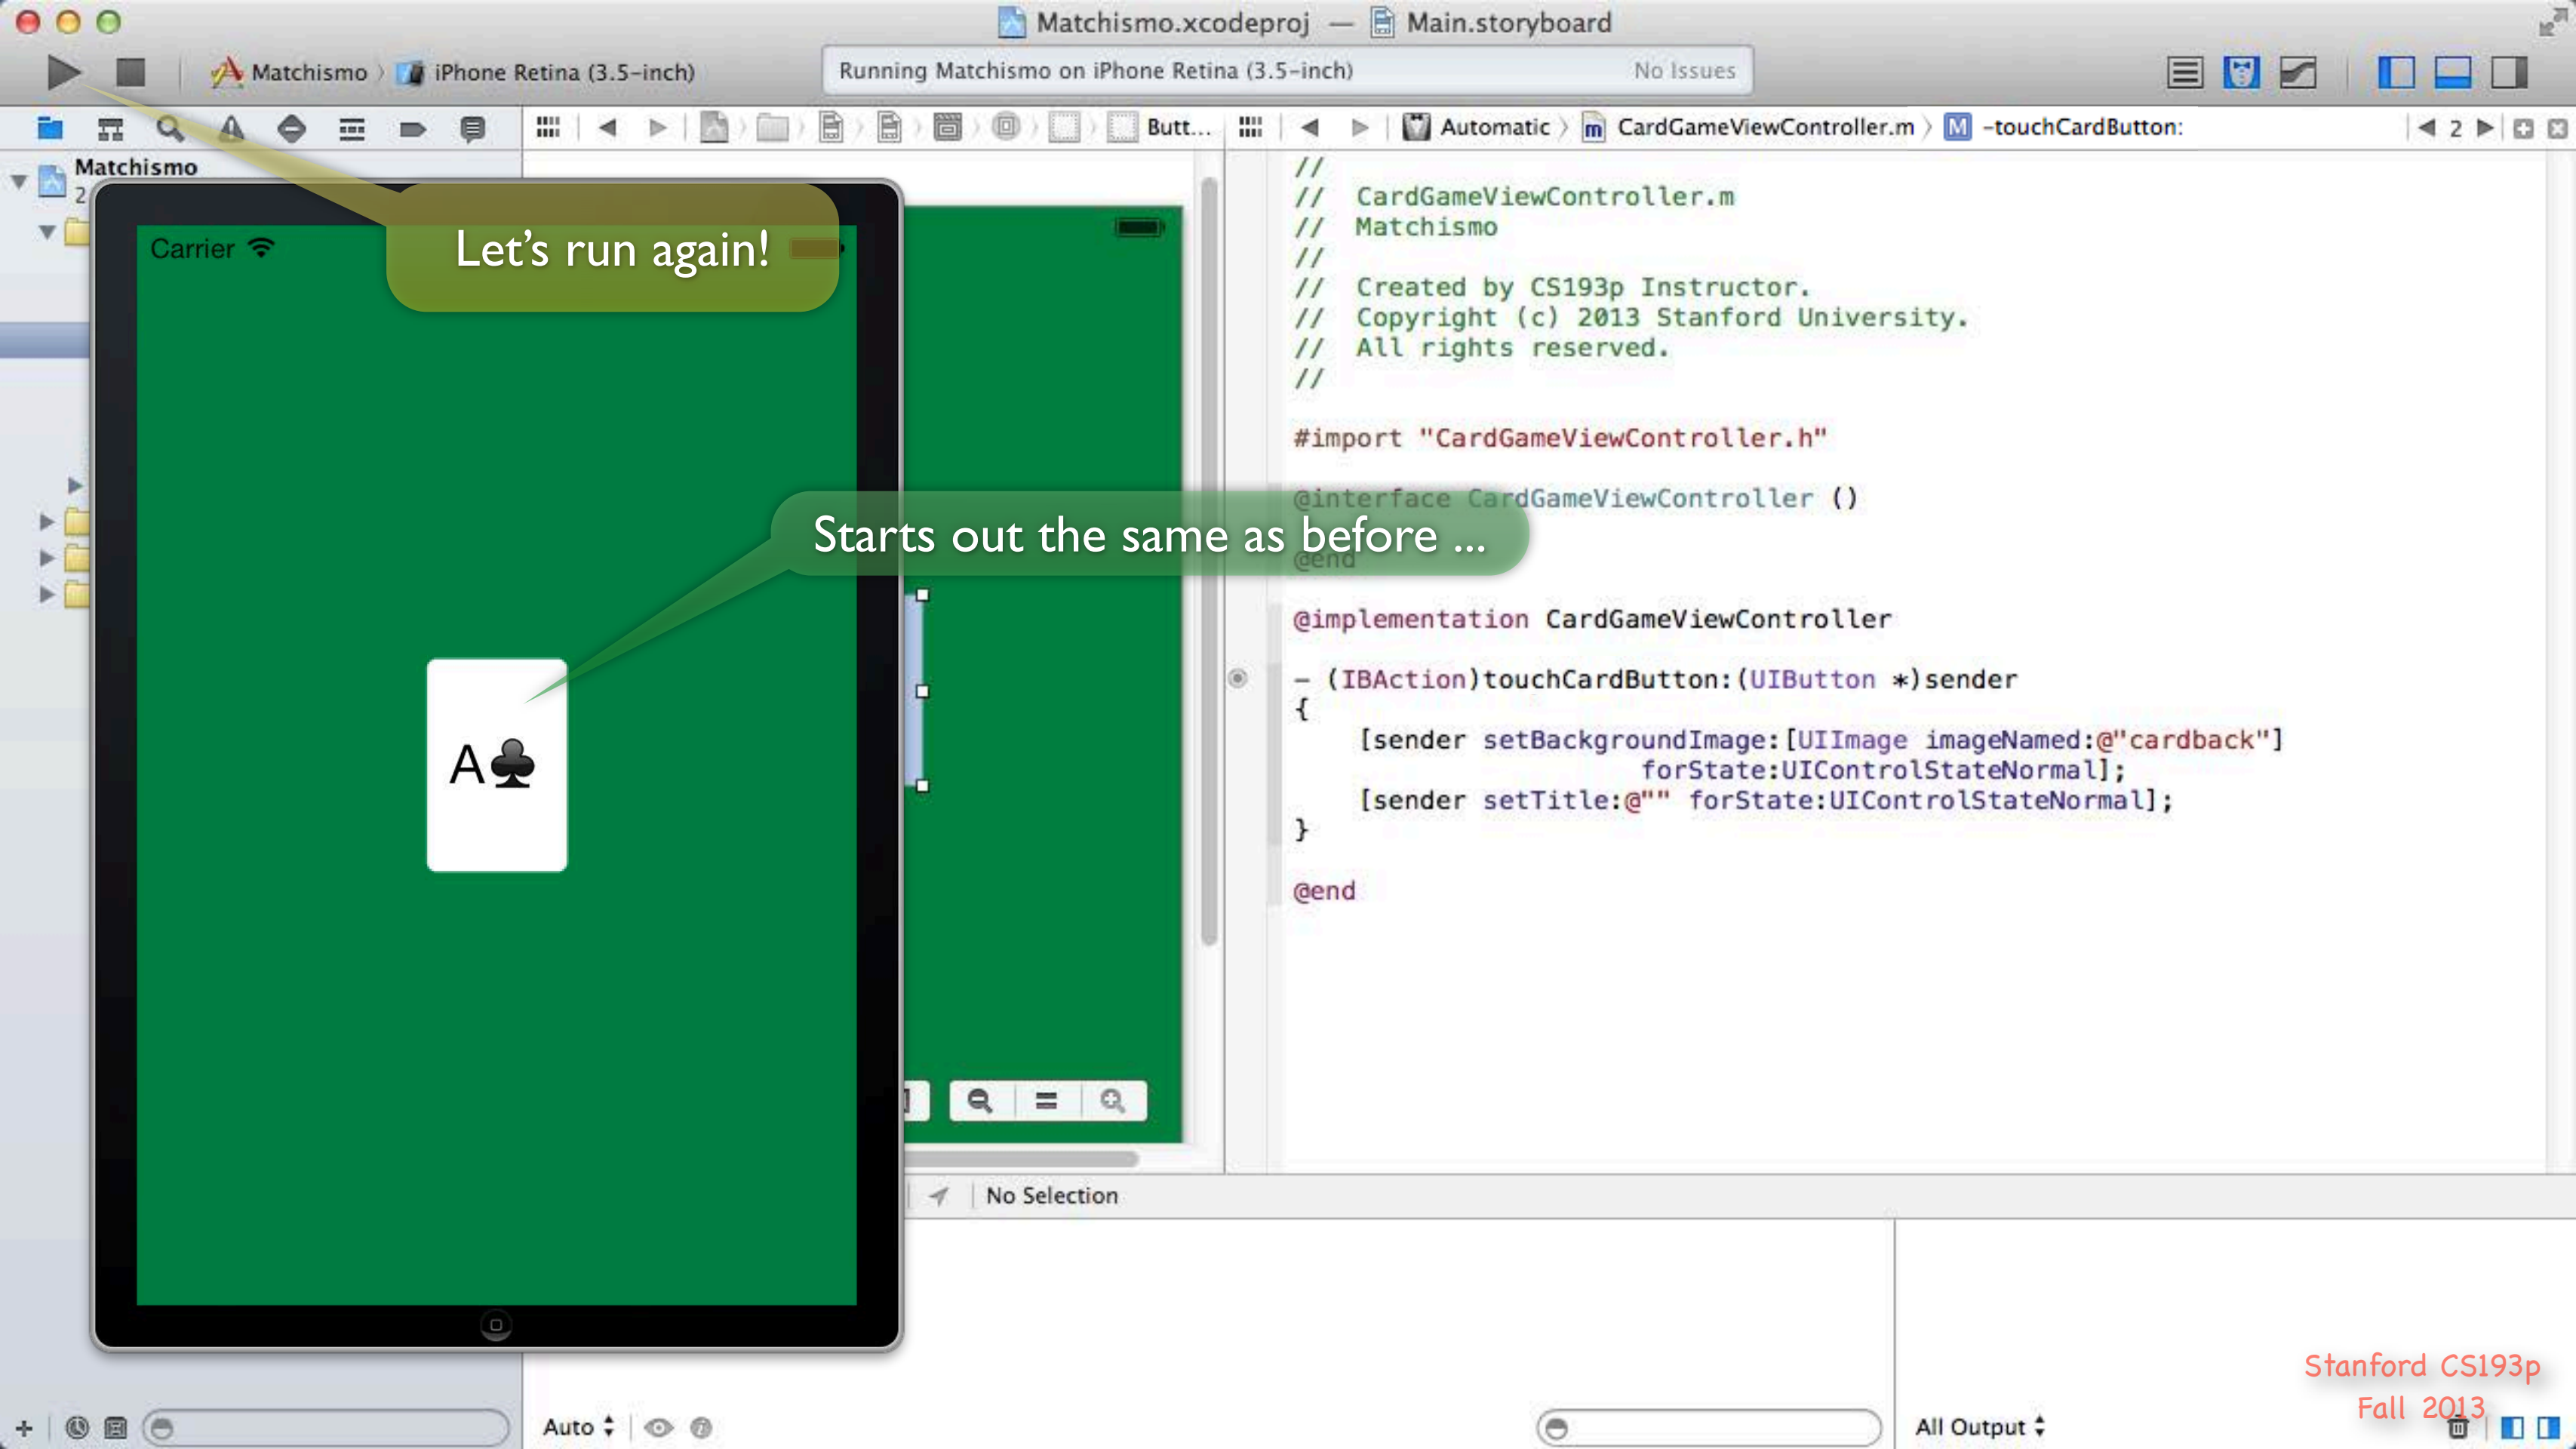 Matchismo.xcodeproj — Main.storyboard
Matchismo 〉 iPhone Retina (3.5-inch)
Running Matchismo on iPhone Retina (3.5-inch)
No Issues
Butt...
Automatic 〉 CardGameViewController.m 〉 M -touchCardButton:
2
Matchismo
2
Carrier
Let's run again!
Starts out the same as before ...
A♣
//
//  CardGameViewController.m
//  Matchismo
//
//  Created by CS193p Instructor.
//  Copyright (c) 2013 Stanford University.
//  All rights reserved.
//
#import "CardGameViewController.h"
@interface CardGameViewController ()
@end
@implementation CardGameViewController
- (IBAction)touchCardButton:(UIButton *)sender
{
    [sender setBackgroundImage:[UIImage imageNamed:@"cardback"]
                      forState:UIControlStateNormal];
    [sender setTitle:@"" forState:UIControlStateNormal];
}
@end
No Selection
Auto
All Output
Stanford CS193p
Fall 2013